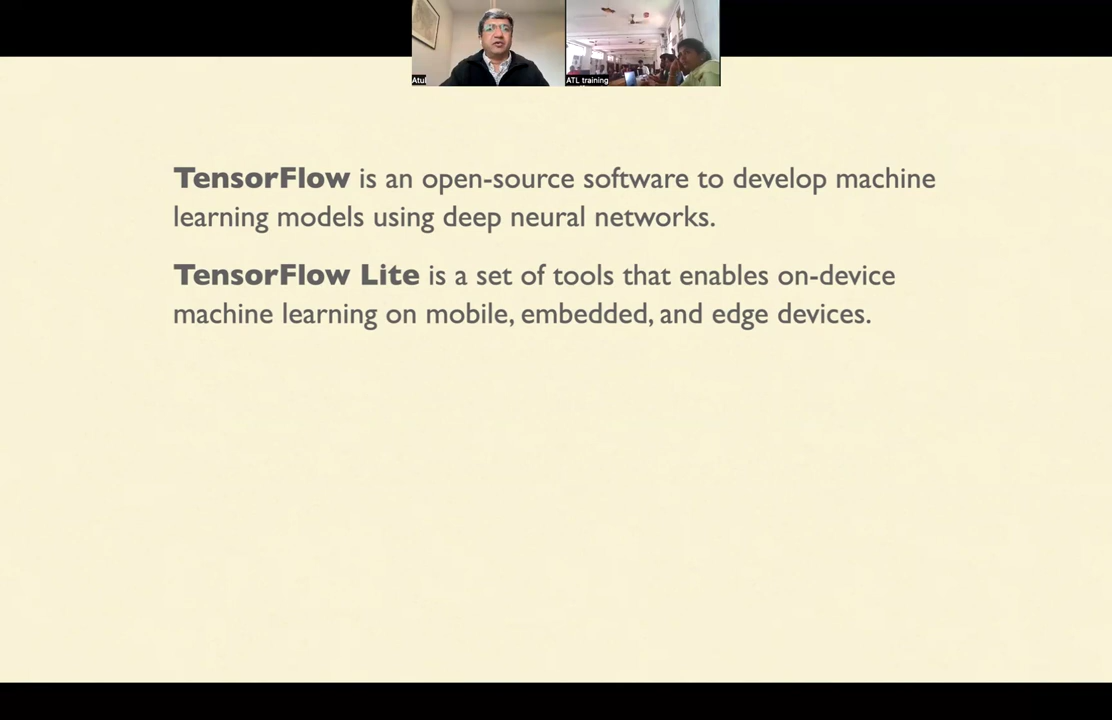 Atul
ATL training
TensorFlow is an open-source software to develop machine
learning models using deep neural networks.
TensorFlow Lite is a set of tools that enables on-device
machine learning on mobile, embedded, and edge devices.